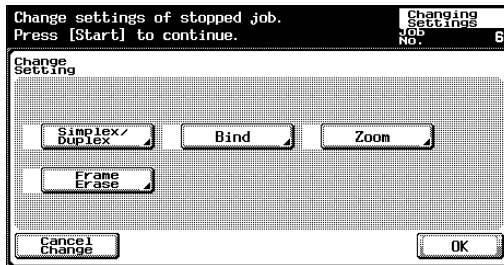 Change settings of stopped job.
Press [Start] to continue.
Changing
Settings
Job
No. 6
Change
Setting
Simplex/
Duplex
Bind
Zoom
Frame
Erase
Cancel
Change
OK